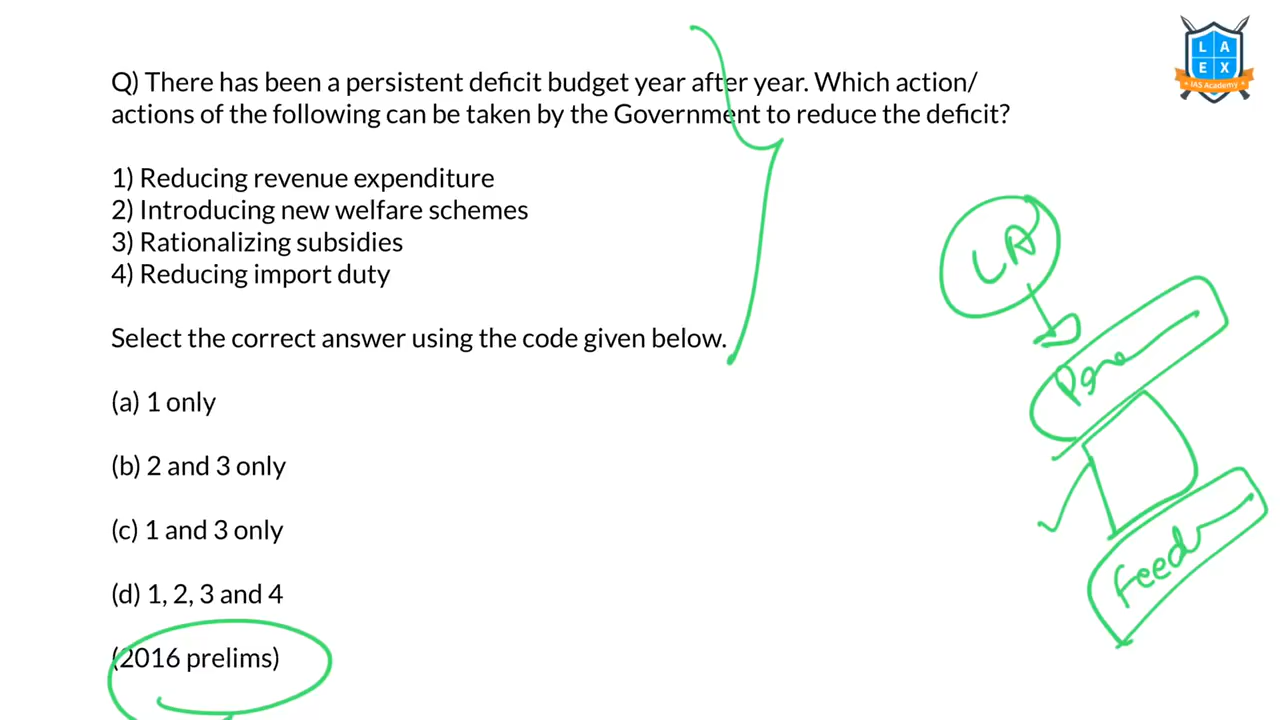 Q) There has been a persistent deficit budget year after year. Which action/
actions of the following can be taken by the Government to reduce the deficit?
1) Reducing revenue expenditure
2) Introducing new welfare schemes
3) Rationalizing subsidies
4) Reducing import duty
Select the correct answer using the code given below.
(a) 1 only
(b) 2 and 3 only
(c) 1 and 3 only
(d) 1, 2, 3 and 4
(2016 prelims)
L A
E X
IAS Academy
LA
Feed